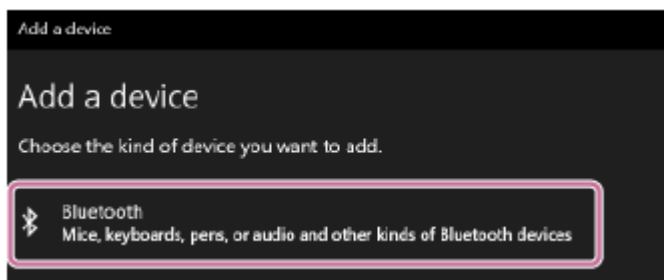 Add a device
Add a device
Choose the kind of device you want to add.
Bluetooth
Mice, keyboards, pens, or audio and other kinds of Bluetooth devices